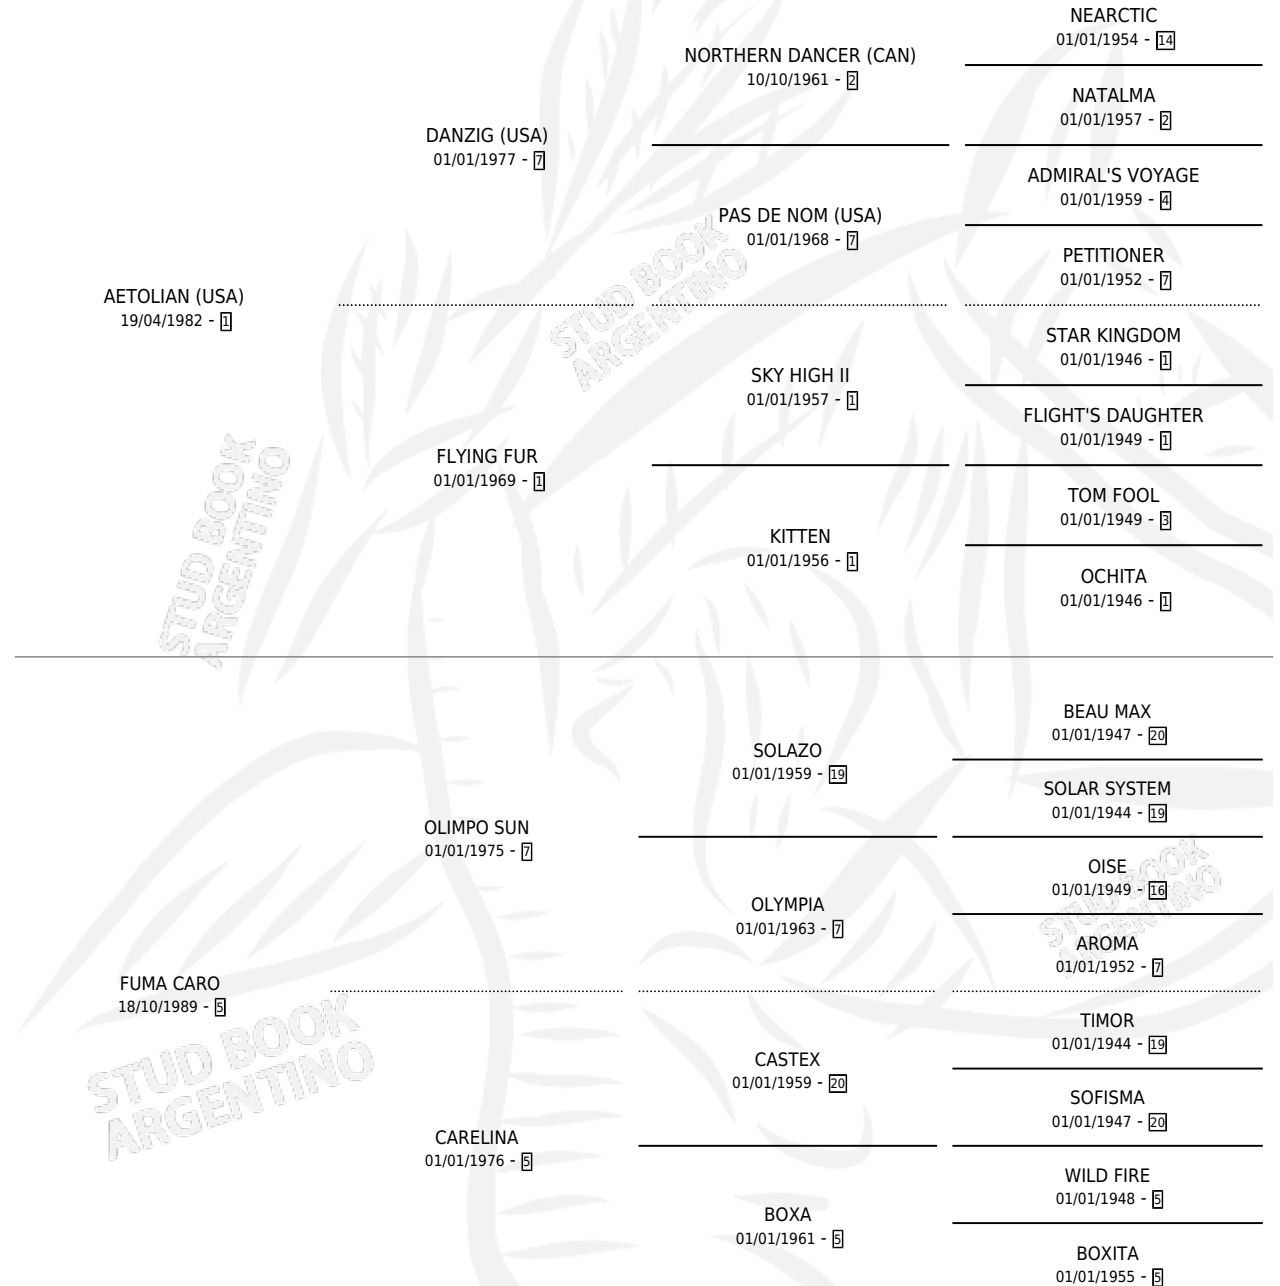 NEARCTIC
01/01/1954 - 14
NORTHERN DANCER (CAN)
10/10/1961 - 2
NATALMA
01/01/1957 - 2
DANZIG (USA)
01/01/1977 - 7
ADMIRAL'S VOYAGE
01/01/1959 - 4
PAS DE NOM (USA)
01/01/1968 - 7
PETITIONER
01/01/1952 - 7
AETOLIAN (USA)
19/04/1982 - 1
STAR KINGDOM
01/01/1946 - 1
SKY HIGH II
01/01/1957 - 1
FLIGHT'S DAUGHTER
01/01/1949 - 1
FLYING FUR
01/01/1969 - 1
TOM FOOL
01/01/1949 - 3
KITTEN
01/01/1956 - 1
OCHITA
01/01/1946 - 1
BEAU MAX
01/01/1947 - 20
SOLAZO
01/01/1959 - 19
SOLAR SYSTEM
01/01/1944 - 19
OLIMPO SUN
01/01/1975 - 7
OISE
01/01/1949 - 16
OLYMPIA
01/01/1963 - 7
AROMA
01/01/1952 - 7
FUMA CARO
18/10/1989 - 5
TIMOR
01/01/1944 - 19
CASTEX
01/01/1959 - 20
SOFISMA
01/01/1947 - 20
CARELINA
01/01/1976 - 5
WILD FIRE
01/01/1948 - 5
BOXA
01/01/1961 - 5
BOXITA
01/01/1955 - 5
STUD BOOK
ARGENTINO
STUD BOOK
ARGENTINO
STUD BOOK
ARGENTINO
STUD BOOK
ARGENTINO